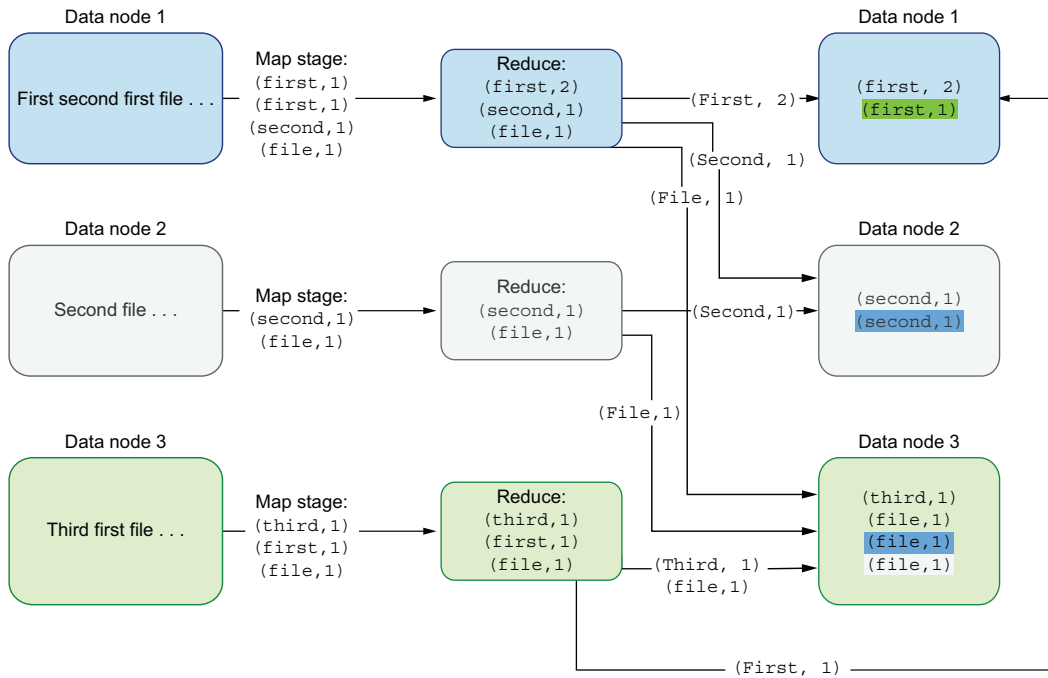 Data node 1
First second first file . . .
Map stage:
(first,1)
(first,1)
(second,1)
(file,1)
Reduce:
(first,2)
(second,1)
(file,1)
(First, 2)
(Second, 1)
(File, 1)
Data node 1
(first, 2)
(first,1)
Data node 2
Second file . . .
Map stage:
(second,1)
(file,1)
Reduce:
(second,1)
(file,1)
(Second,1)
(File,1)
Data node 2
(second,1)
(second,1)
Data node 3
Third first file . . .
Map stage:
(third,1)
(first,1)
(file,1)
Reduce:
(third,1)
(first,1)
(file,1)
(Third, 1)
(file,1)
(First, 1)
Data node 3
(third,1)
(file,1)
(file,1)
(file,1)